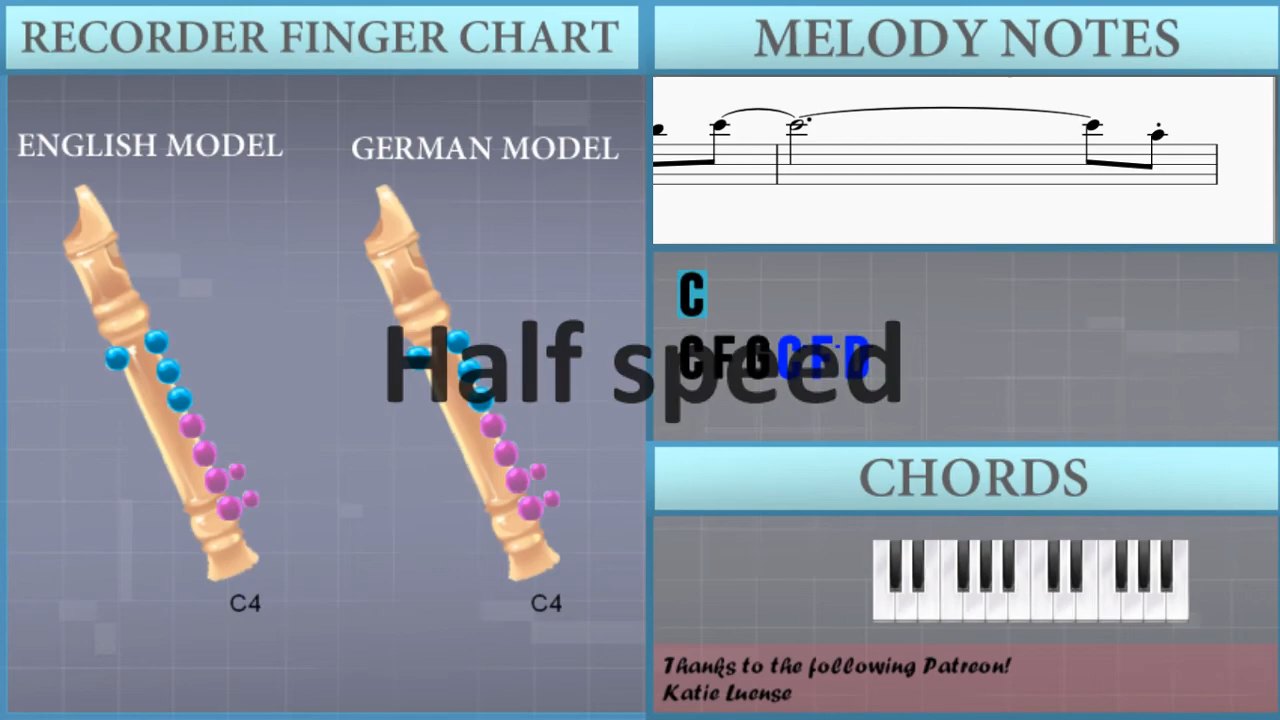 RECORDER FINGER CHART
MELODY NOTES
ENGLISH MODEL
GERMAN MODEL
C
C F G C F D
Half speed
CHORDS
C4
C4
Thanks to the following Patreon!
Katie Luense